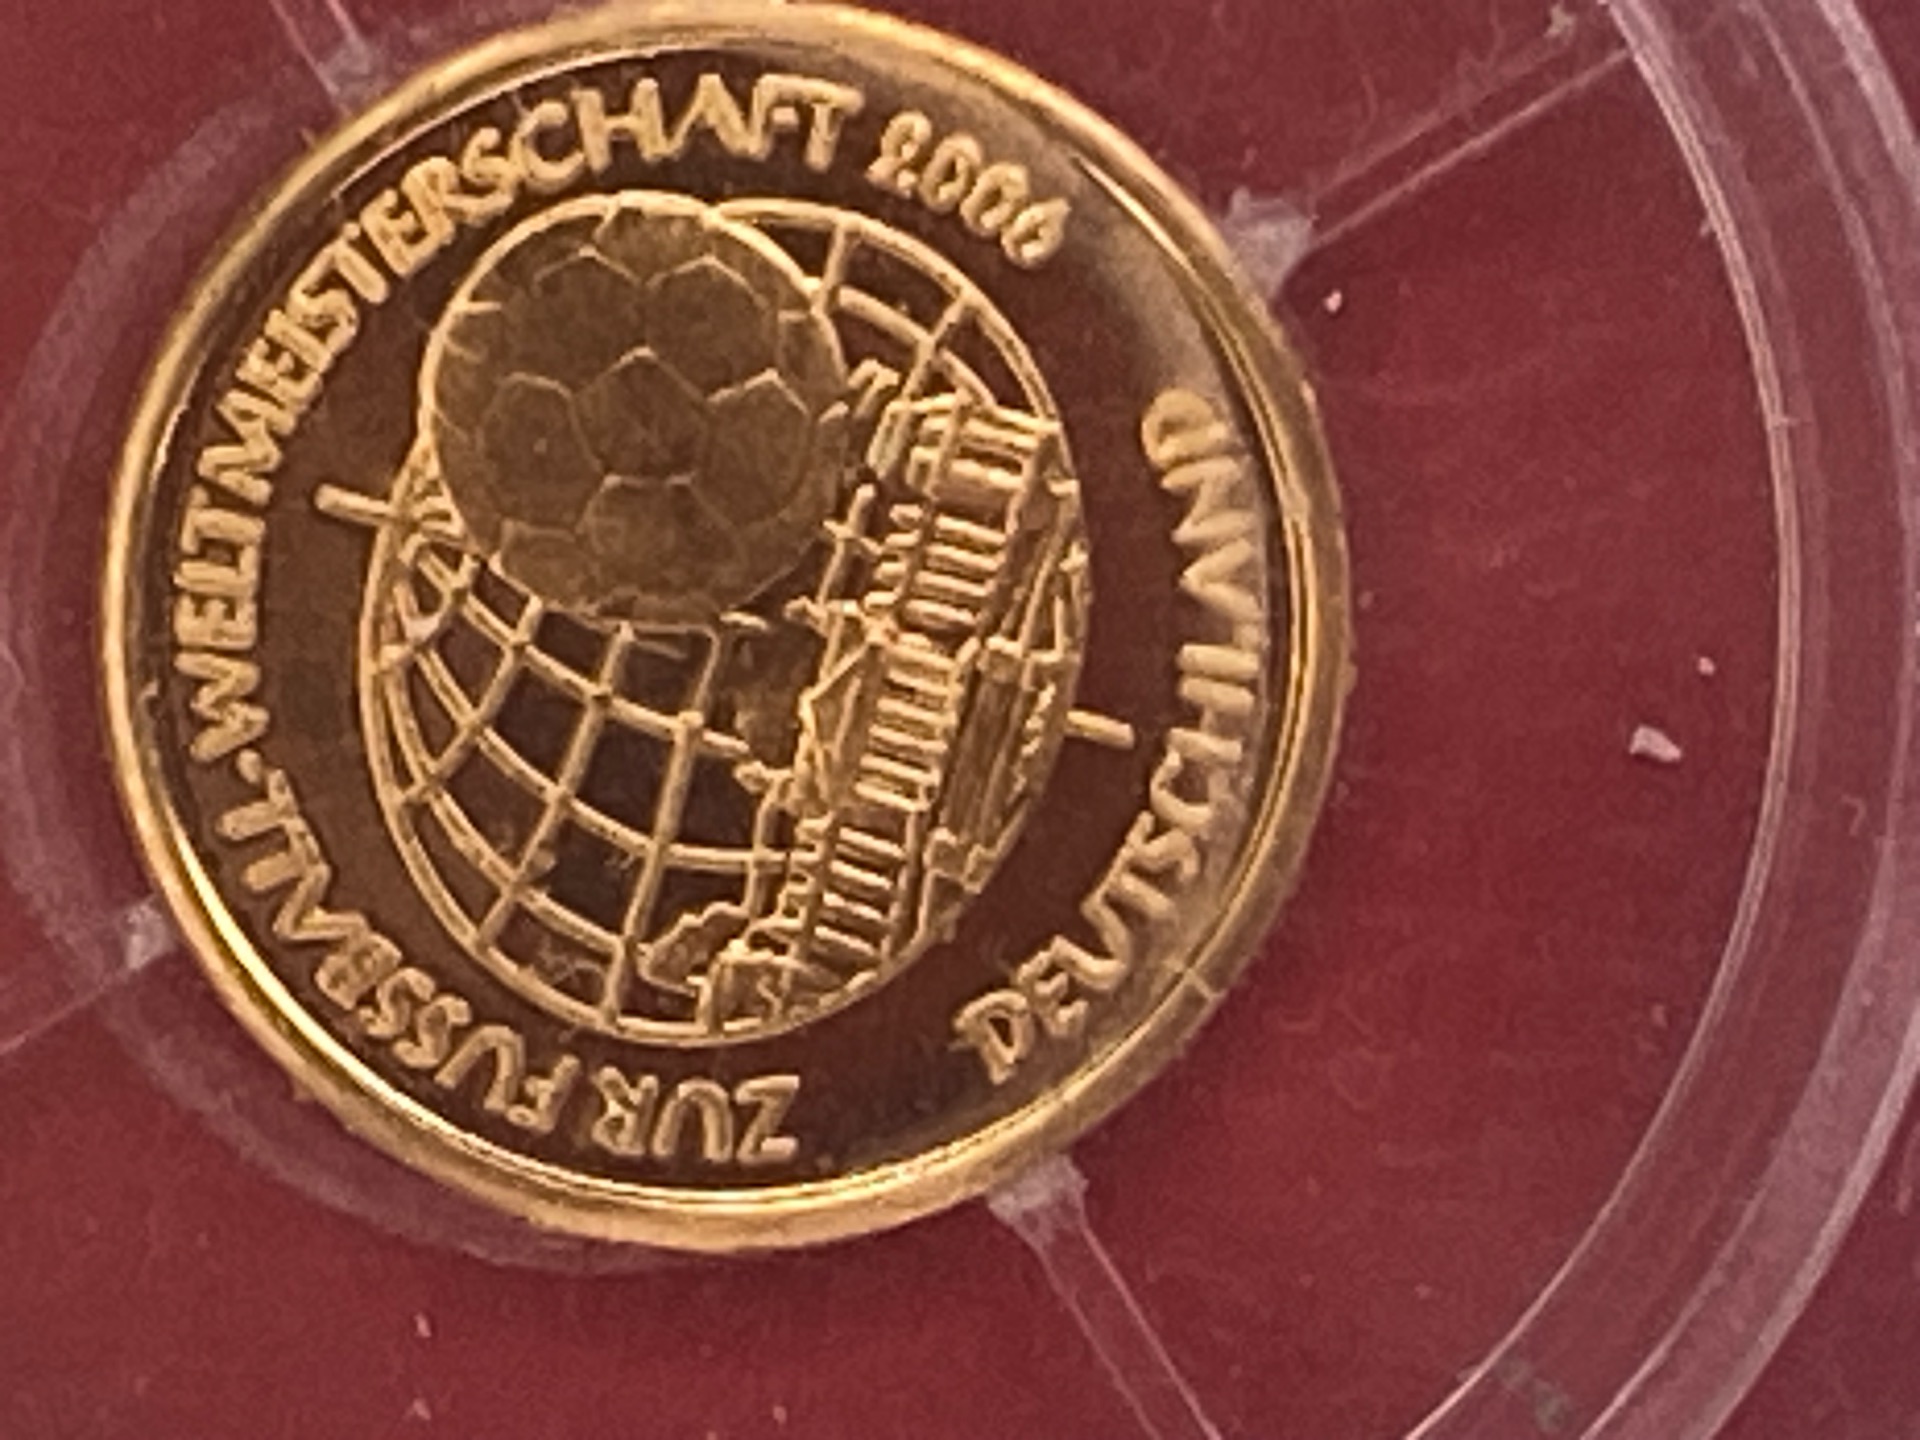 ZUR FUSSBALL-WELTMEISTERSCHAFT 2006
DEUTSCHLAND